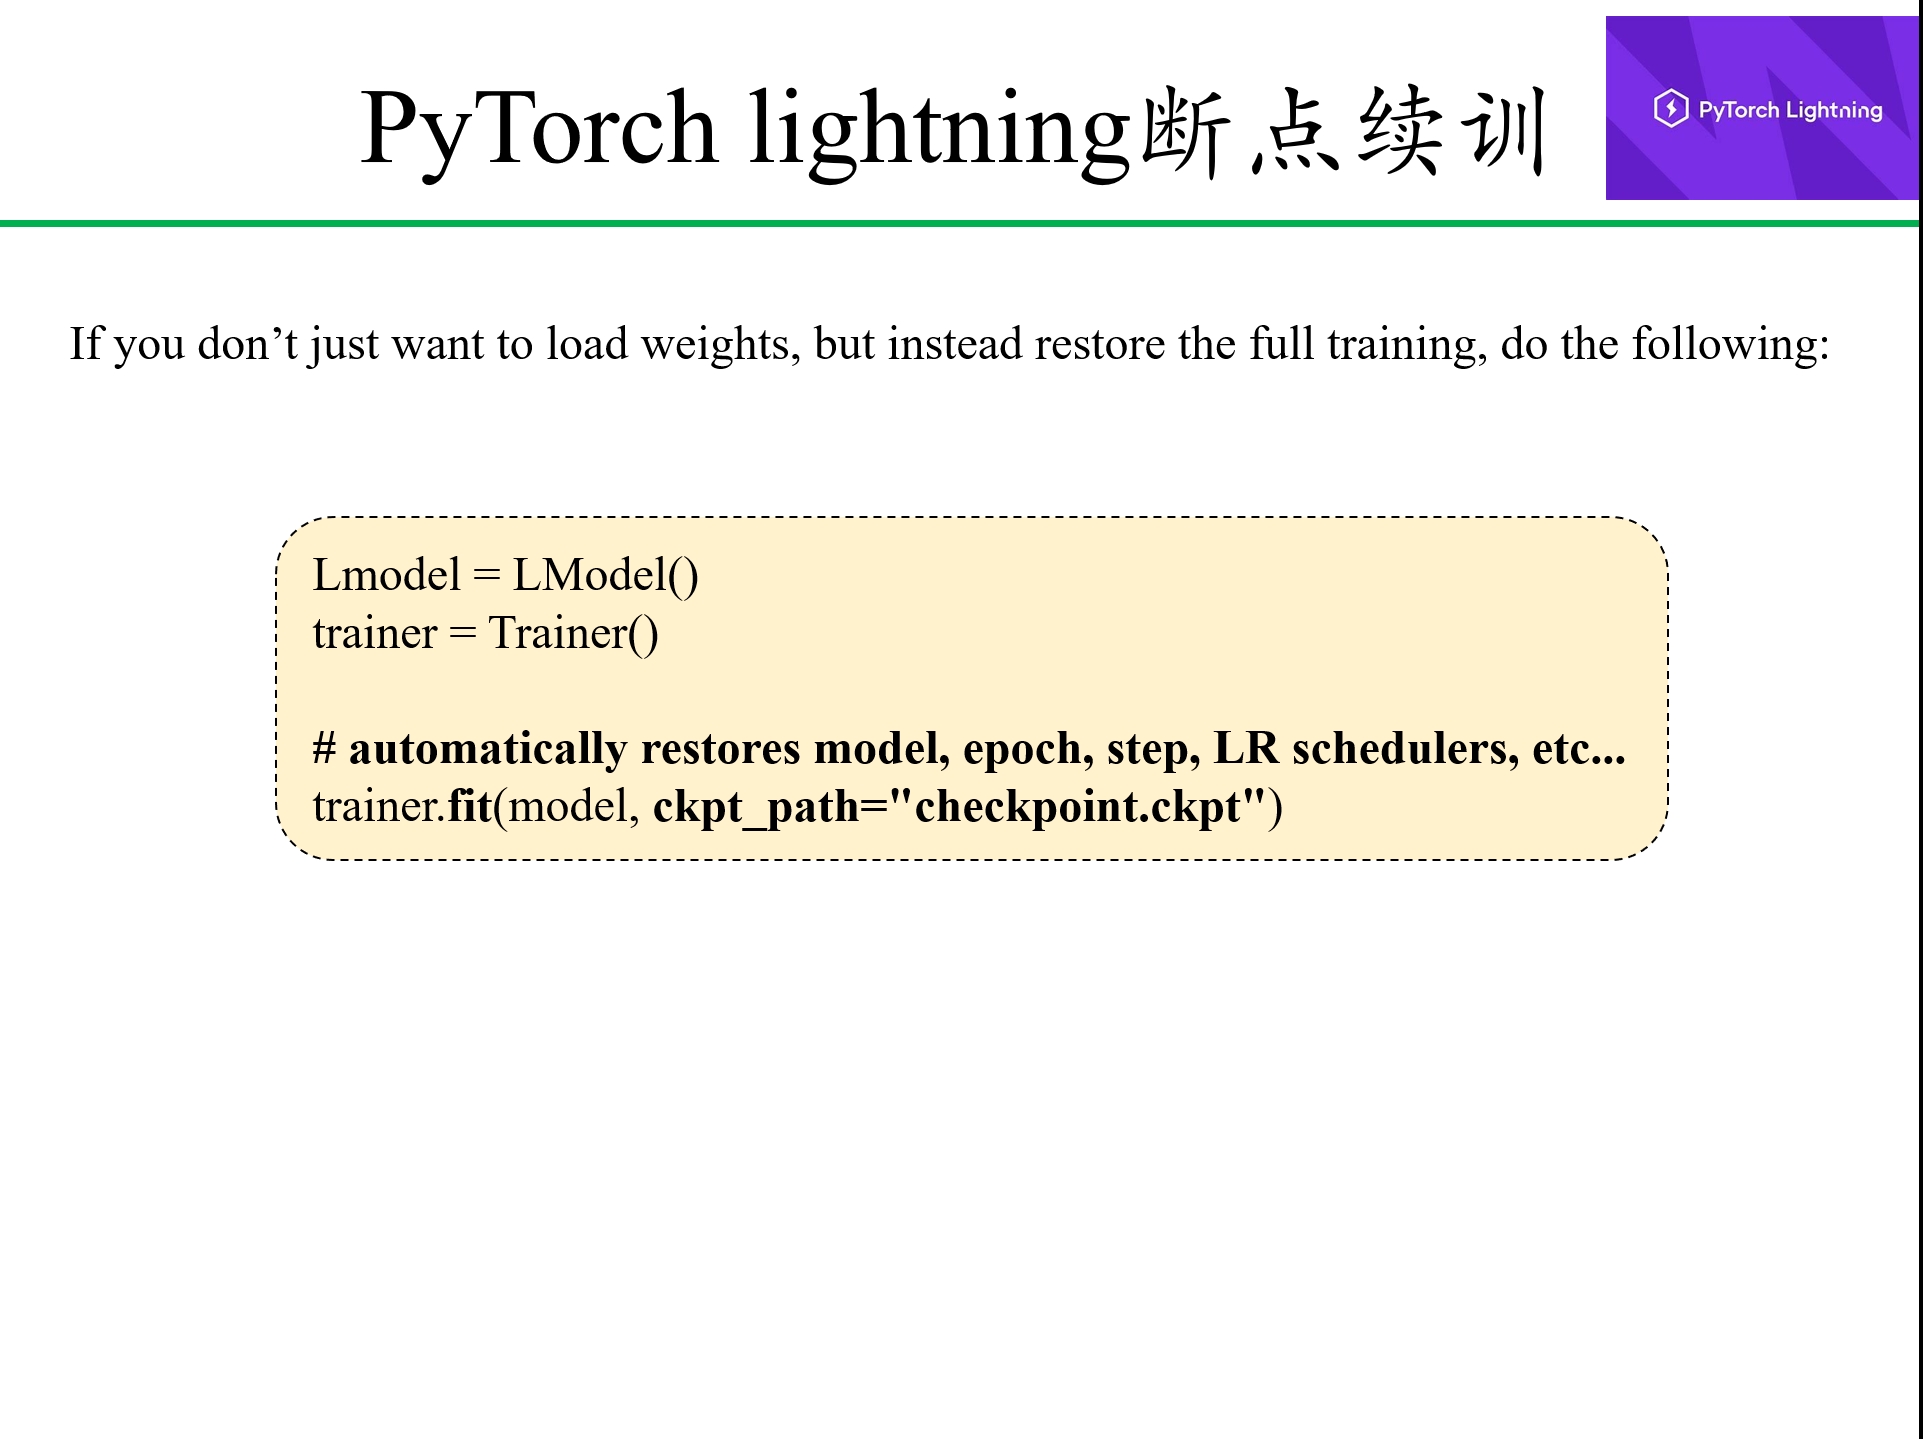 PyTorch lightning断点续训
PyTorch Lightning
If you don’t just want to load weights, but instead restore the full training, do the following:
Lmodel = LModel()
trainer = Trainer()
# automatically restores model, epoch, step, LR schedulers, etc...
trainer.fit(model, ckpt_path="checkpoint.ckpt")